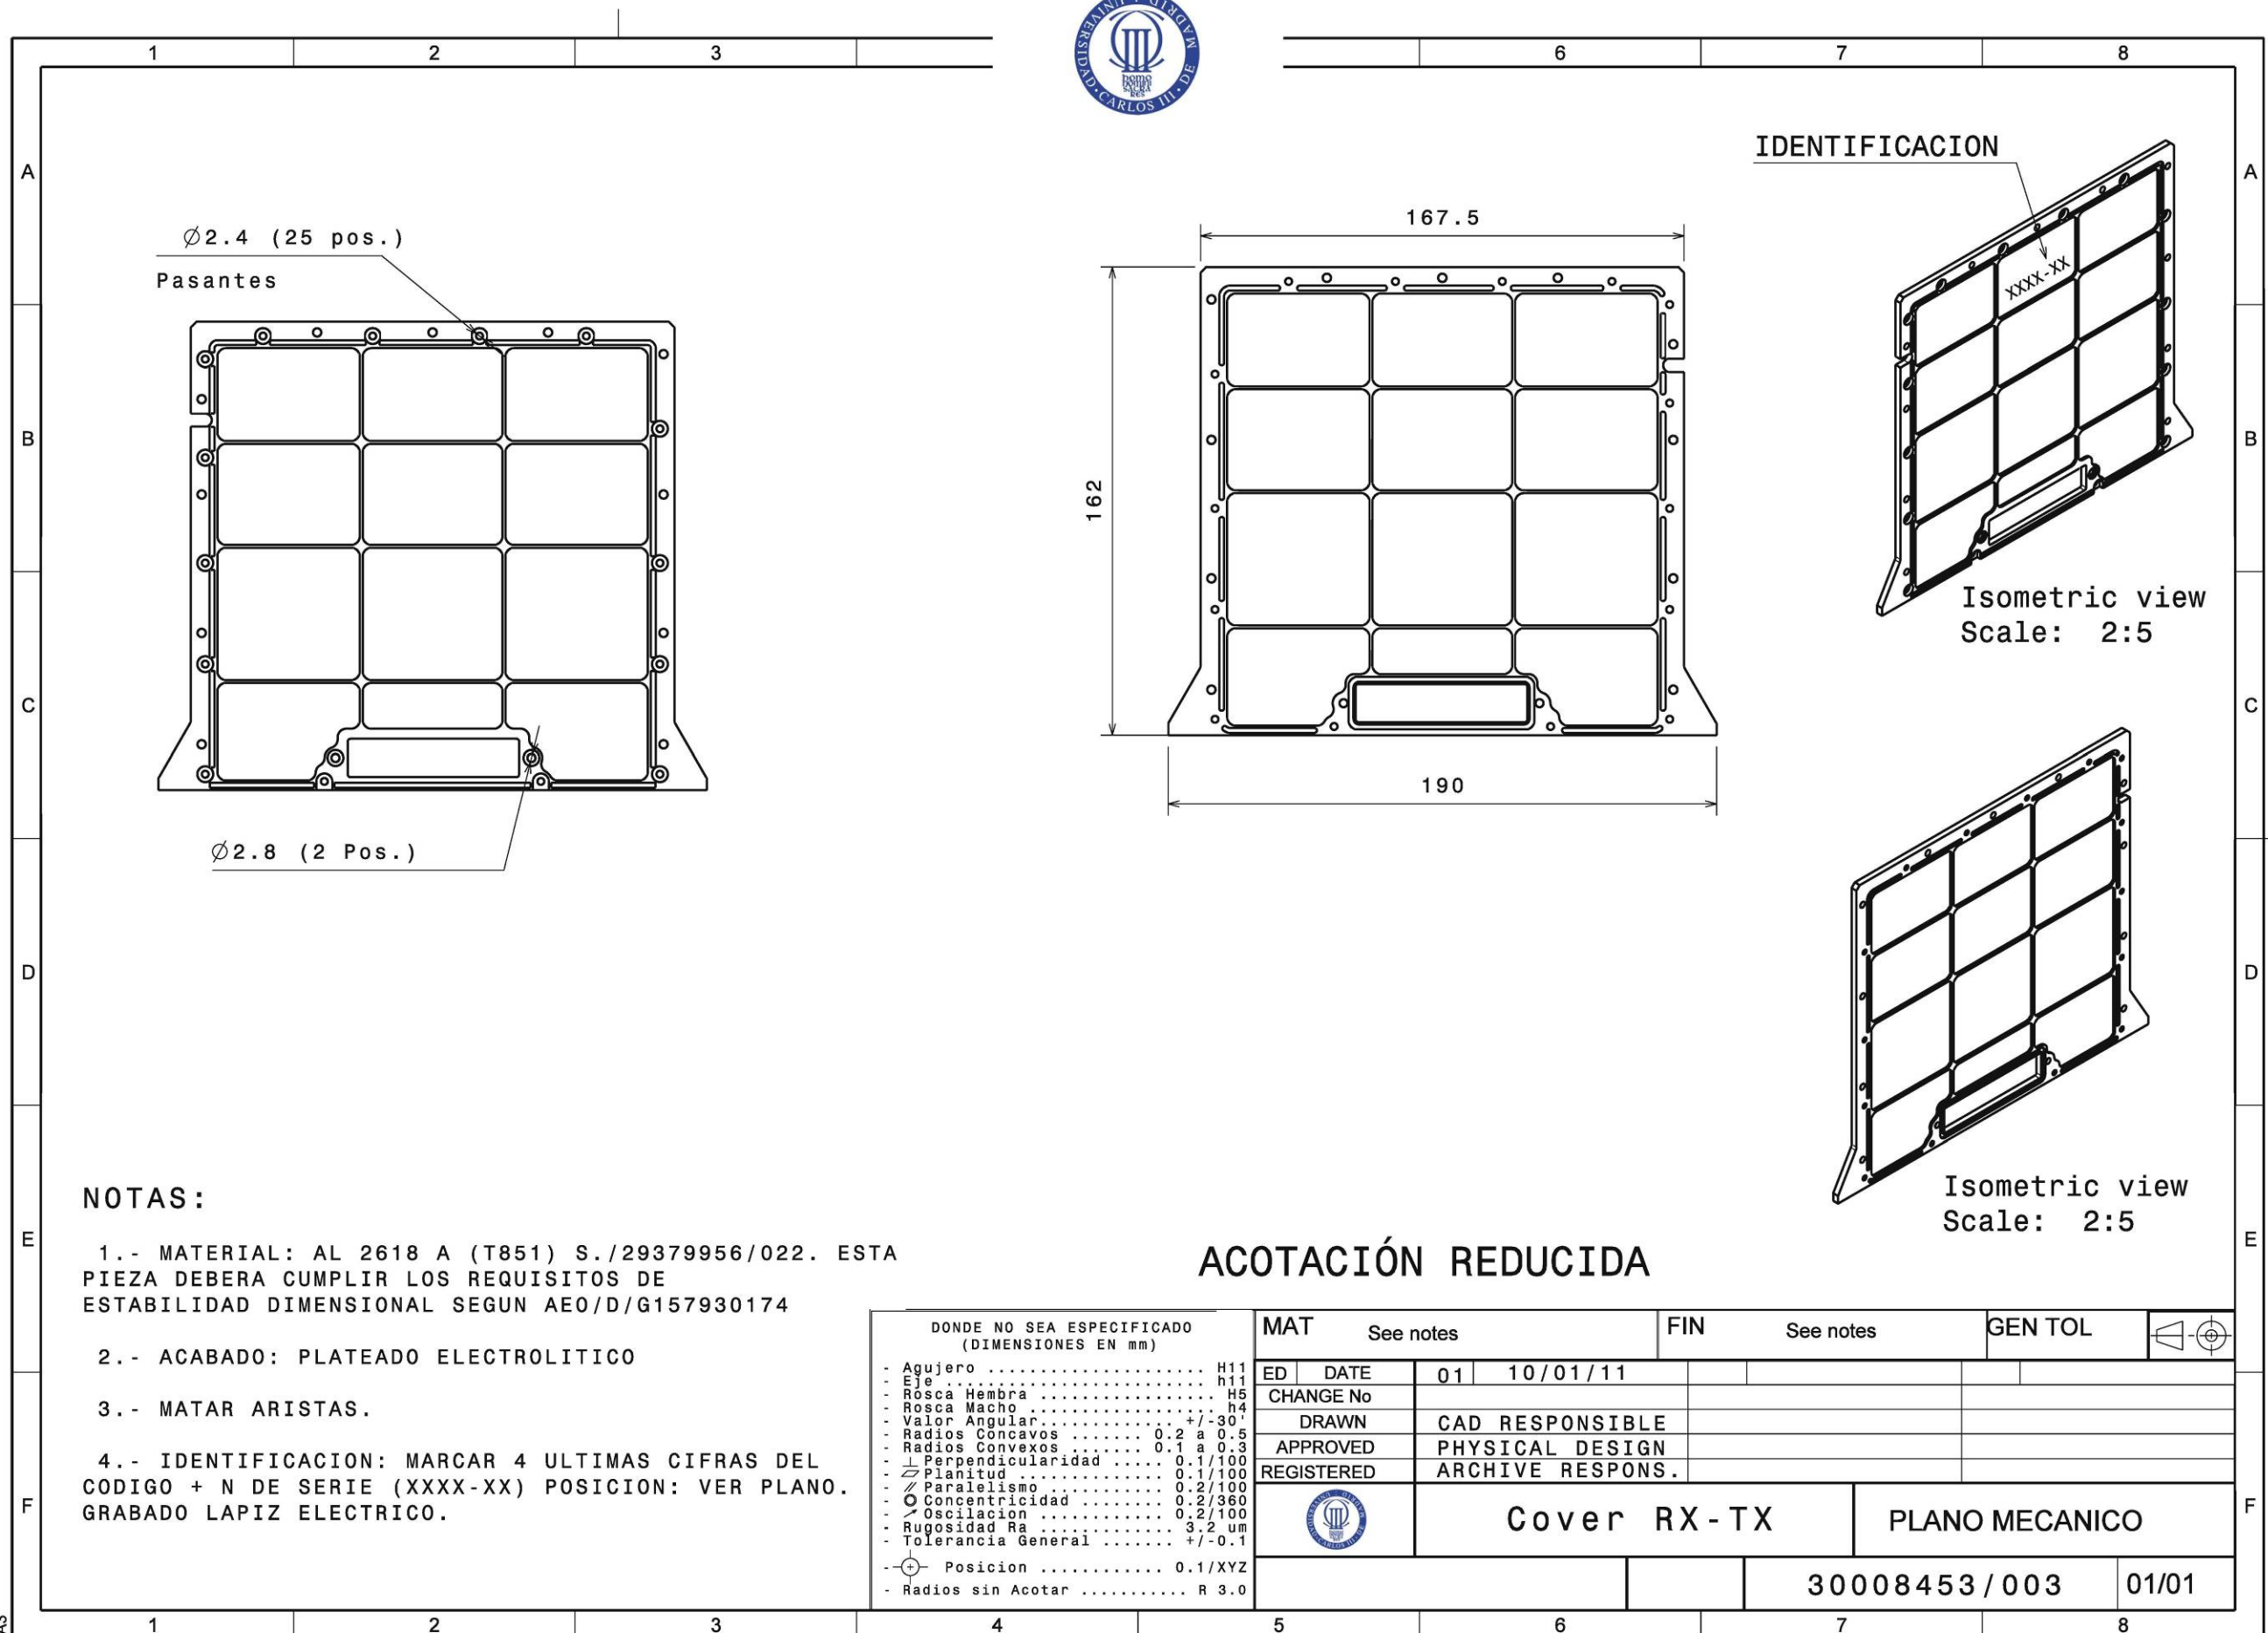 1 2 3 6 7 8
UNIVERSIDAD · CARLOS III · DE MADRID
homo homini sacra res
A A
B B
C C
D D
E E
F F
Ø2.4 (25 pos.)
Pasantes
Ø2.8 (2 Pos.)
167.5
162
190
IDENTIFICACION
XXXX-XX
Isometric view
Scale: 2:5
Isometric view
Scale: 2:5
NOTAS:
1.- MATERIAL: AL 2618 A (T851) S./29379956/022. ESTA
PIEZA DEBERA CUMPLIR LOS REQUISITOS DE
ESTABILIDAD DIMENSIONAL SEGUN AEO/D/G157930174
2.- ACABADO: PLATEADO ELECTROLITICO
3.- MATAR ARISTAS.
4.- IDENTIFICACION: MARCAR 4 ULTIMAS CIFRAS DEL
CODIGO + N DE SERIE (XXXX-XX) POSICION: VER PLANO.
GRABADO LAPIZ ELECTRICO.
ACOTACIÓN REDUCIDA
DONDE NO SEA ESPECIFICADO
(DIMENSIONES EN mm)
- Agujero ...................... H11
- Eje .......................... h11
- Rosca Hembra .................. H5
- Rosca Macho ................... h4
- Valor Angular............. +/-30'
- Radios Concavos ....... 0.2 a 0.5
- Radios Convexos ....... 0.1 a 0.3
- ⊥ Perpendicularidad ..... 0.1/100
- ▱ Planitud .............. 0.1/100
- // Paralelismo ........... 0.2/100
- ◎ Concentricidad ........ 0.2/360
- ↗ Oscilacion ............ 0.2/100
- Rugosidad Ra ............. 3.2 um
- Tolerancia General ....... +/-0.1
- ⌖ Posicion ............ 0.1/XYZ
- Radios sin Acotar ........... R 3.0
MAT See notes FIN See notes GEN TOL
ED DATE 01 10/01/11
CHANGE No
DRAWN CAD RESPONSIBLE
APPROVED PHYSICAL DESIGN
REGISTERED ARCHIVE RESPONS.
Cover RX-TX PLANO MECANICO
30008453/003 01/01
1 2 3 4 5 6 7 8